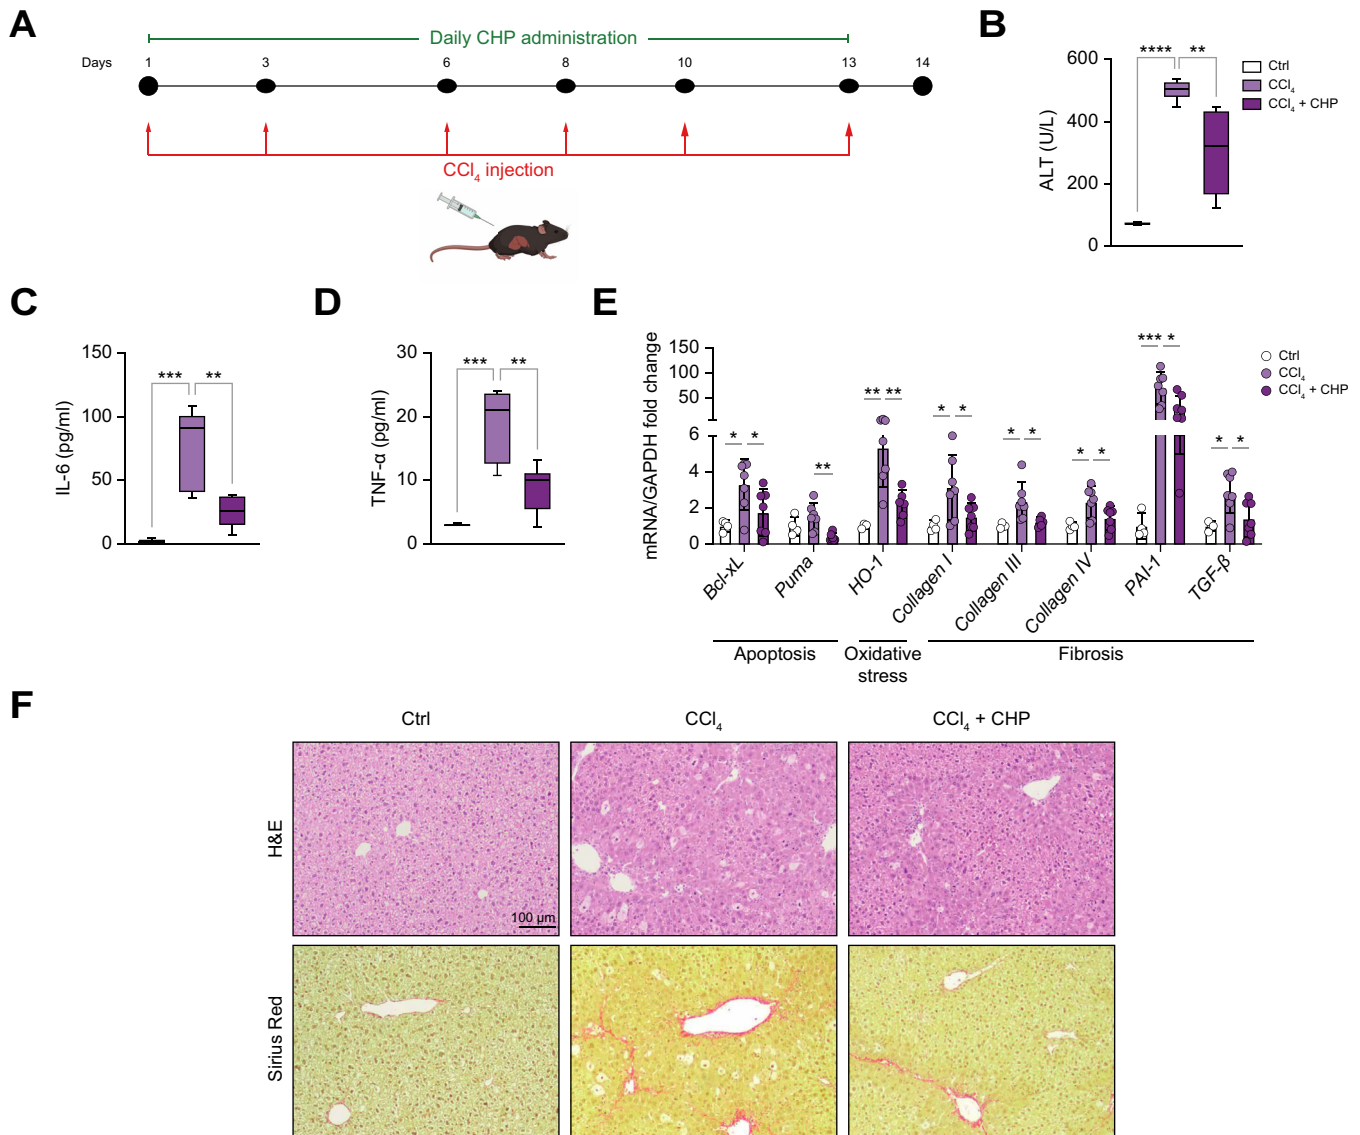 A
Daily CHP administration
Days
1 3 6 8 10 13 14
CCl4 injection
B
ALT (U/L)
600
400
200
0
**** **
Ctrl
CCl4
CCl4 + CHP
C
IL-6 (pg/ml)
150
100
50
0
*** **
D
TNF-α (pg/ml)
30
20
10
0
*** **
E
mRNA/GAPDH fold change
150
100
50
6
4
2
0
* * ** ** ** * * * * * * *** * * *
Ctrl
CCl4
CCl4 + CHP
Bcl-xL Puma HO-1 Collagen I Collagen III Collagen IV PAI-1 TGF-β
Apoptosis Oxidative stress Fibrosis
F
Ctrl CCl4 CCl4 + CHP
H&E
100 µm
Sirius Red